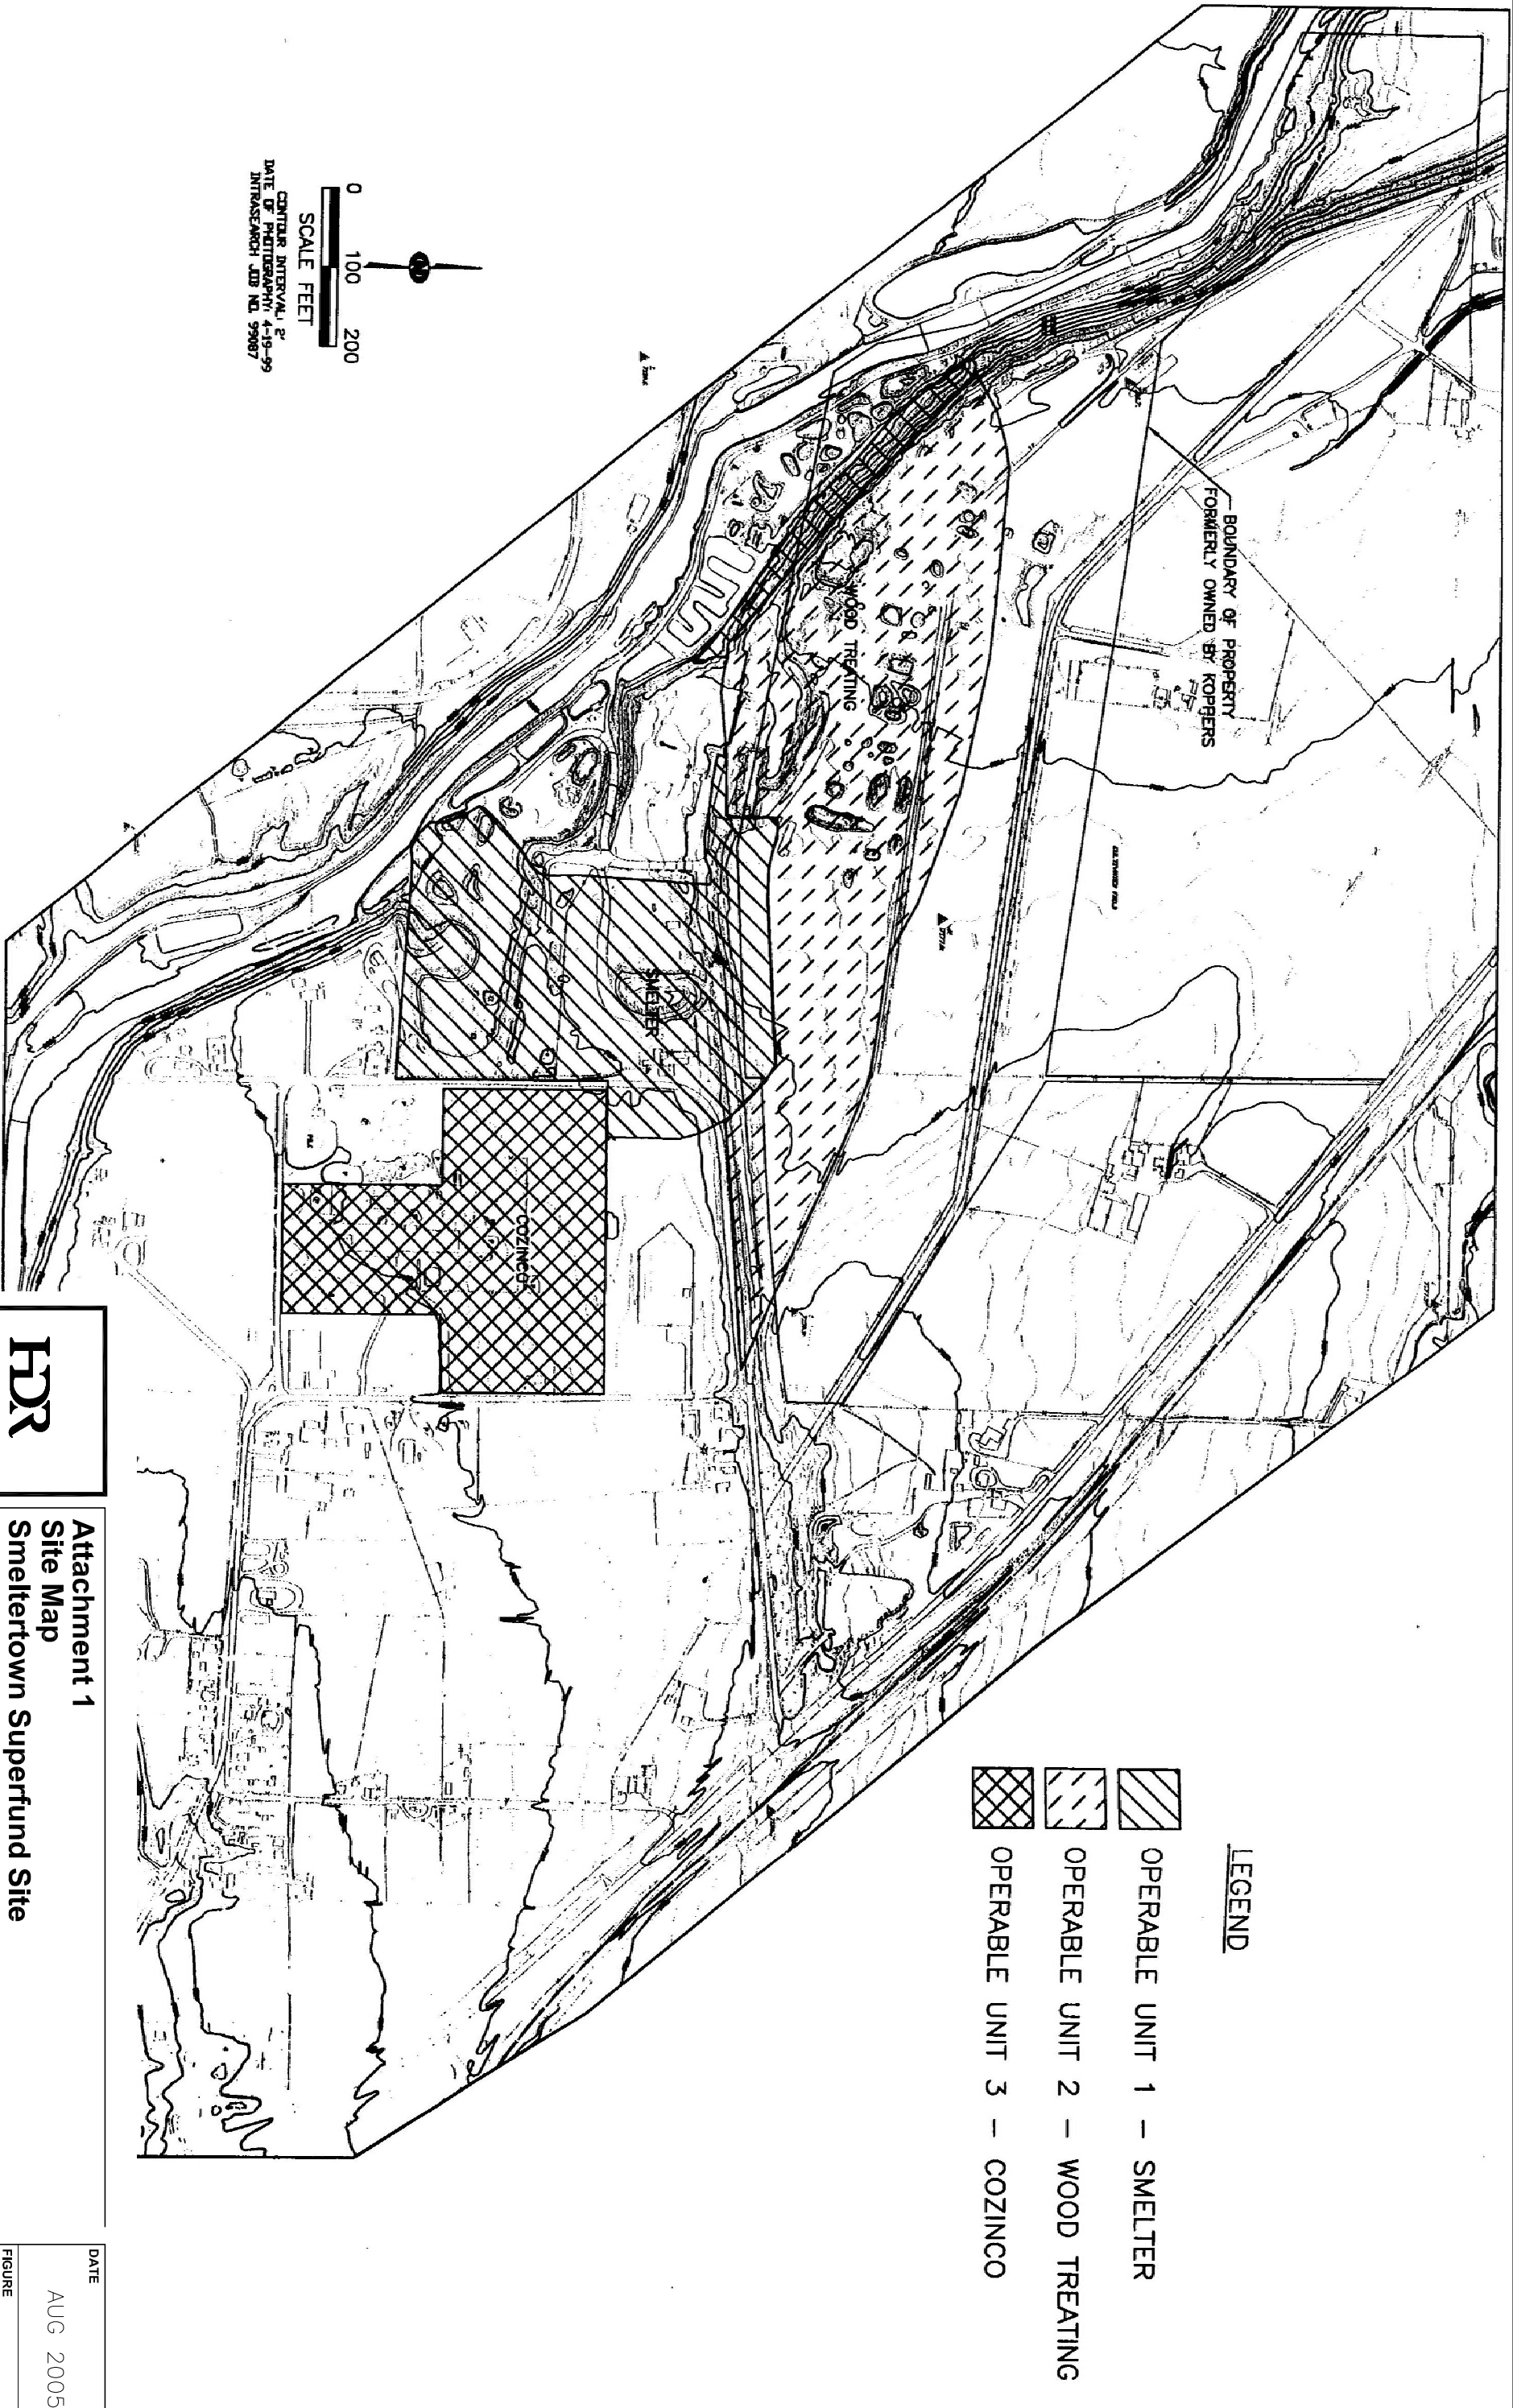 BOUNDARY OF PROPERTY
FORMERLY OWNED BY KOPPERS
WOOD TREATING
SMELTER
COZINCO
LEGEND
OPERABLE UNIT 1 - SMELTER
OPERABLE UNIT 2 - WOOD TREATING
OPERABLE UNIT 3 - COZINCO
0 100 200
SCALE FEET
CONTOUR INTERVAL: 2'
DATE OF PHOTOGRAPHY: 4-19-99
INTRASEARCH JOB NO. 99087
HDR
Attachment 1
Site Map
Smeltertown Superfund Site
DATE
AUG 2005
FIGURE